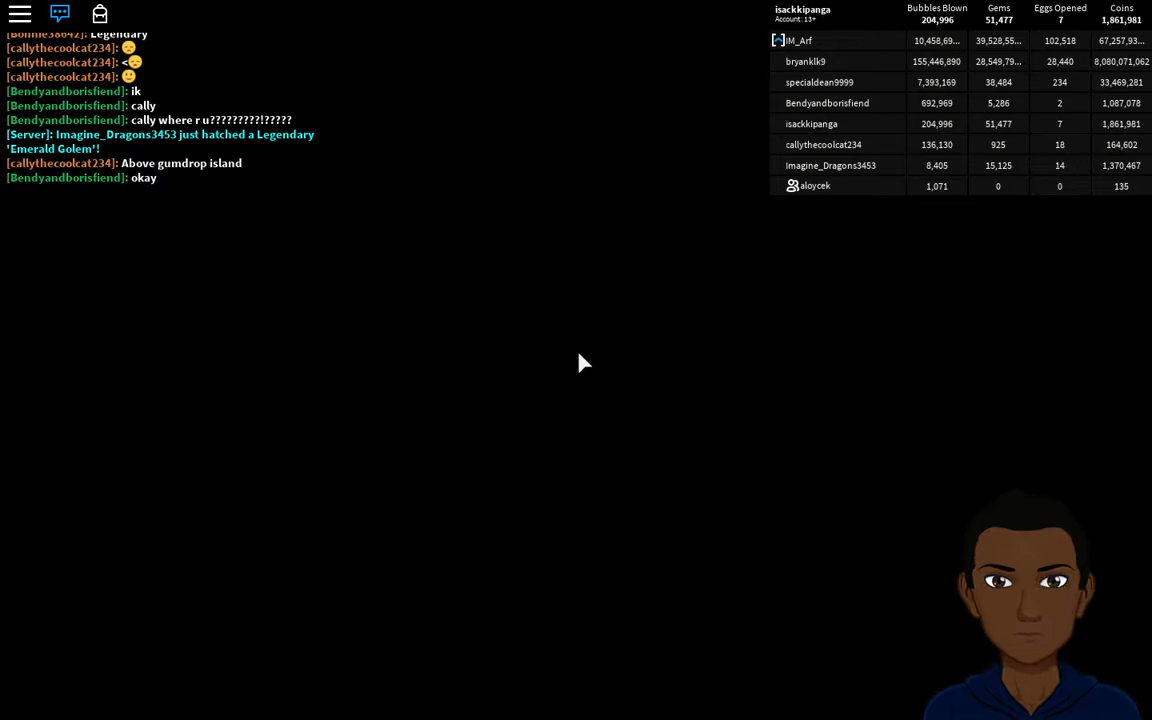 isackkipanga
Account: 13+
Bubbles Blown Gems Eggs Opened Coins
204,996 51,477 7 1,861,981
IM_Arf 10,458,69... 39,528,55... 102,518 67,257,93...
bryanklk9 155,446,890 28,549,79... 28,440 8,080,071,062
specialdean9999 7,393,169 38,484 234 33,469,281
Bendyandborisfiend 692,969 5,286 2 1,087,078
isackkipanga 204,996 51,477 7 1,861,981
callythecoolcat234 136,130 925 18 164,602
Imagine_Dragons3453 8,405 15,125 14 1,370,467
aloycek 1,071 0 0 135
[Bonnie38642]: Legendary
[callythecoolcat234]: 😞
[callythecoolcat234]: <😞
[callythecoolcat234]: 🙂
[Bendyandborisfiend]: ik
[Bendyandborisfiend]: cally
[Bendyandborisfiend]: cally where r u?????????!?????
[Server]: Imagine_Dragons3453 just hatched a Legendary
'Emerald Golem'!
[callythecoolcat234]: Above gumdrop island
[Bendyandborisfiend]: okay